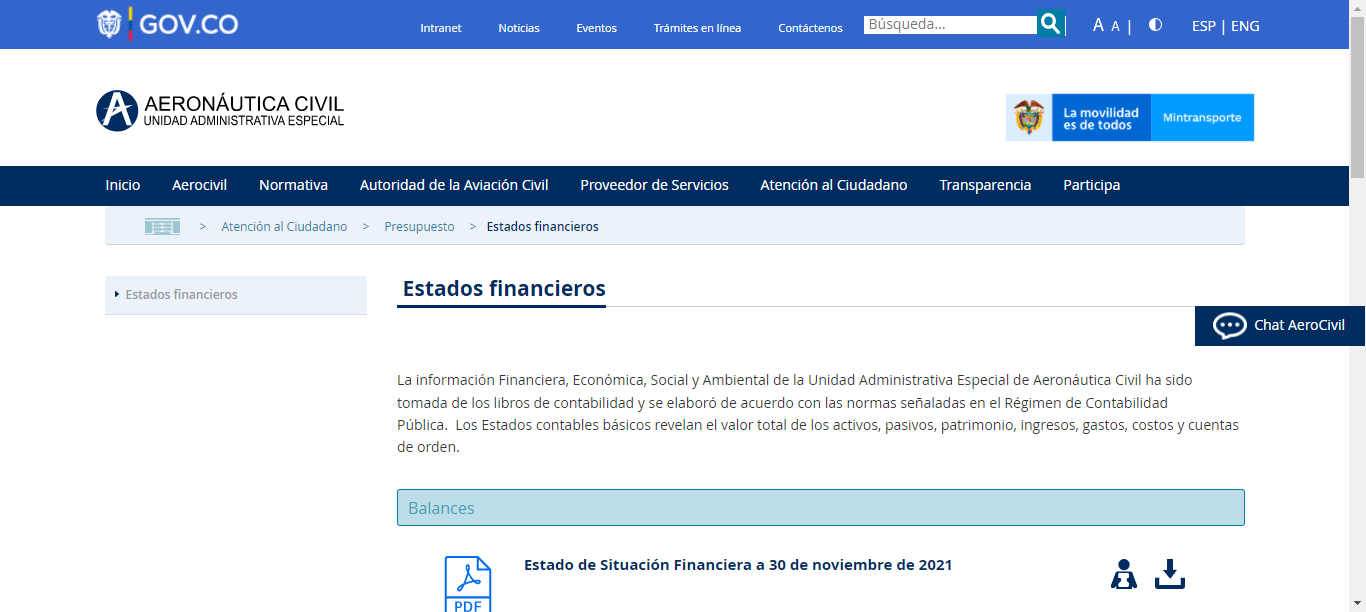 GOV.CO
Intranet
Noticias
Eventos
Trámites en línea
Contáctenos
Búsqueda...
A A |
ESP | ENG
AERONÁUTICA CIVIL
UNIDAD ADMINISTRATIVA ESPECIAL
La movilidad
es de todos
Mintransporte
Inicio
Aerocivil
Normativa
Autoridad de la Aviación Civil
Proveedor de Servicios
Atención al Ciudadano
Transparencia
Participa
> Atención al Ciudadano > Presupuesto > Estados financieros
Estados financieros
Estados financieros
Chat AeroCivil
La información Financiera, Económica, Social y Ambiental de la Unidad Administrativa Especial de Aeronáutica Civil ha sido
tomada de los libros de contabilidad y se elaboró de acuerdo con las normas señaladas en el Régimen de Contabilidad
Pública.  Los Estados contables básicos revelan el valor total de los activos, pasivos, patrimonio, ingresos, gastos, costos y cuentas
de orden.
Balances
PDF
Estado de Situación Financiera a 30 de noviembre de 2021